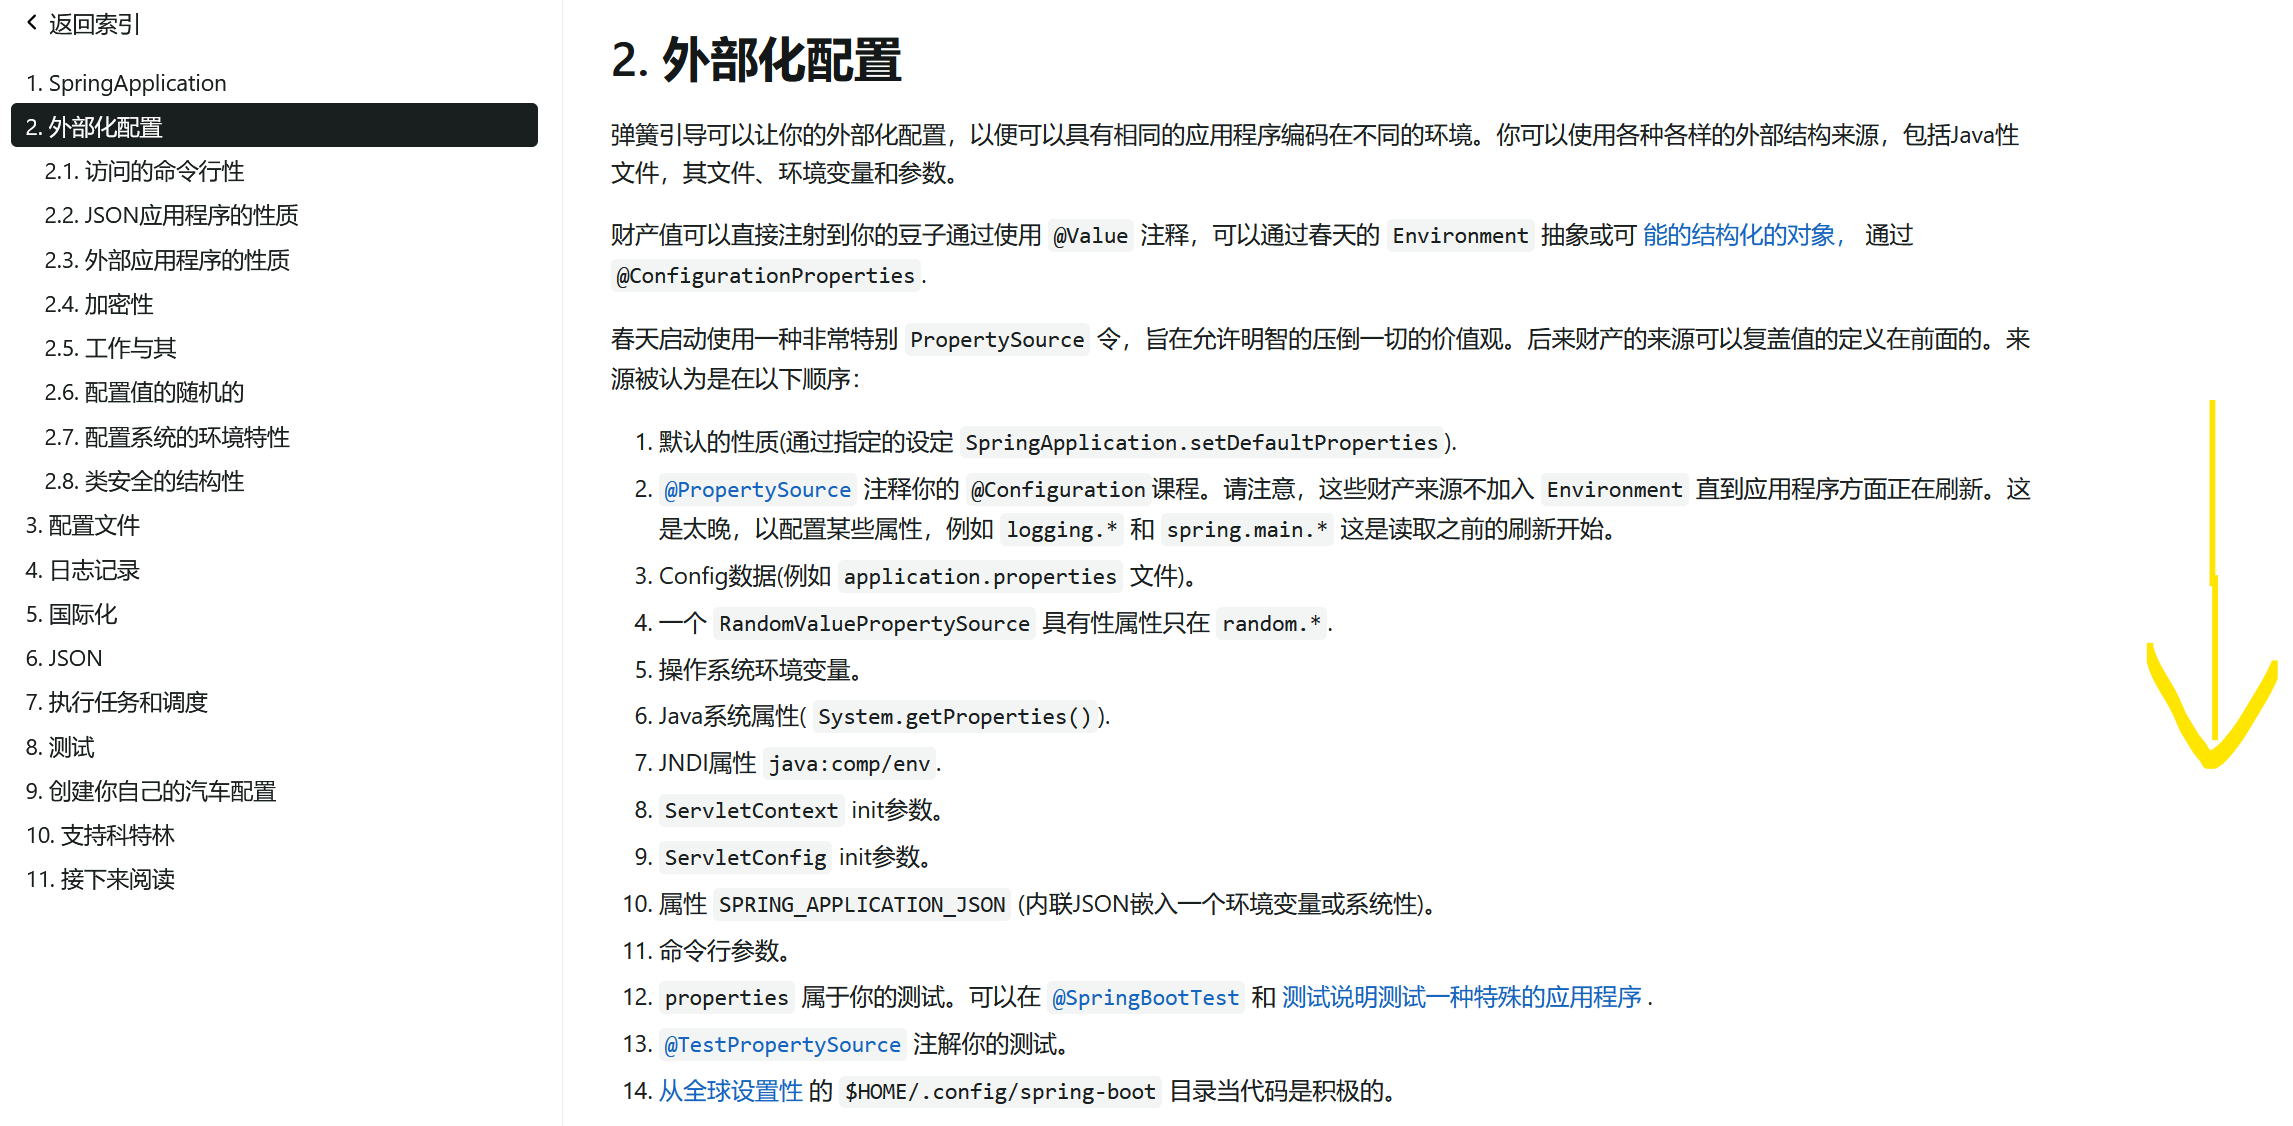 返回索引
1. SpringApplication
2. 外部化配置
2.1. 访问的命令行性
2.2. JSON应用程序的性质
2.3. 外部应用程序的性质
2.4. 加密性
2.5. 工作与其
2.6. 配置值的随机的
2.7. 配置系统的环境特性
2.8. 类安全的结构性
3. 配置文件
4. 日志记录
5. 国际化
6. JSON
7. 执行任务和调度
8. 测试
9. 创建你自己的汽车配置
10. 支持科特林
11. 接下来阅读
2. 外部化配置
弹簧引导可以让你的外部化配置，以便可以具有相同的应用程序编码在不同的环境。你可以使用各种各样的外部结构来源，包括Java性
文件，其文件、环境变量和参数。
财产值可以直接注射到你的豆子通过使用 @Value 注释，可以通过春天的 Environment 抽象或可 能的结构化的对象， 通过
@ConfigurationProperties.
春天启动使用一种非常特别 PropertySource 令，旨在允许明智的压倒一切的价值观。后来财产的来源可以复盖值的定义在前面的。来
源被认为是在以下顺序：
1. 默认的性质(通过指定的设定 SpringApplication.setDefaultProperties).
2. @PropertySource 注释你的 @Configuration课程。请注意，这些财产来源不加入 Environment 直到应用程序方面正在刷新。这
是太晚，以配置某些属性，例如 logging.* 和 spring.main.* 这是读取之前的刷新开始。
3. Config数据(例如 application.properties 文件)。
4. 一个 RandomValuePropertySource 具有性属性只在 random.*.
5. 操作系统环境变量。
6. Java系统属性( System.getProperties()).
7. JNDI属性 java:comp/env.
8. ServletContext init参数。
9. ServletConfig init参数。
10. 属性 SPRING_APPLICATION_JSON (内联JSON嵌入一个环境变量或系统性)。
11. 命令行参数。
12. properties 属于你的测试。可以在 @SpringBootTest 和 测试说明测试一种特殊的应用程序 .
13. @TestPropertySource 注解你的测试。
14. 从全球设置性 的 $HOME/.config/spring-boot 目录当代码是积极的。